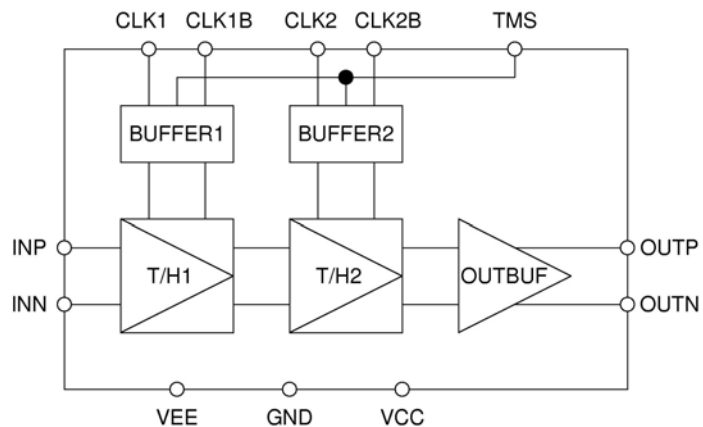 CLK1 CLK1B CLK2 CLK2B TMS
BUFFER1 BUFFER2
INP T/H1 T/H2 OUTBUF OUTP
INN OUTN
VEE GND VCC